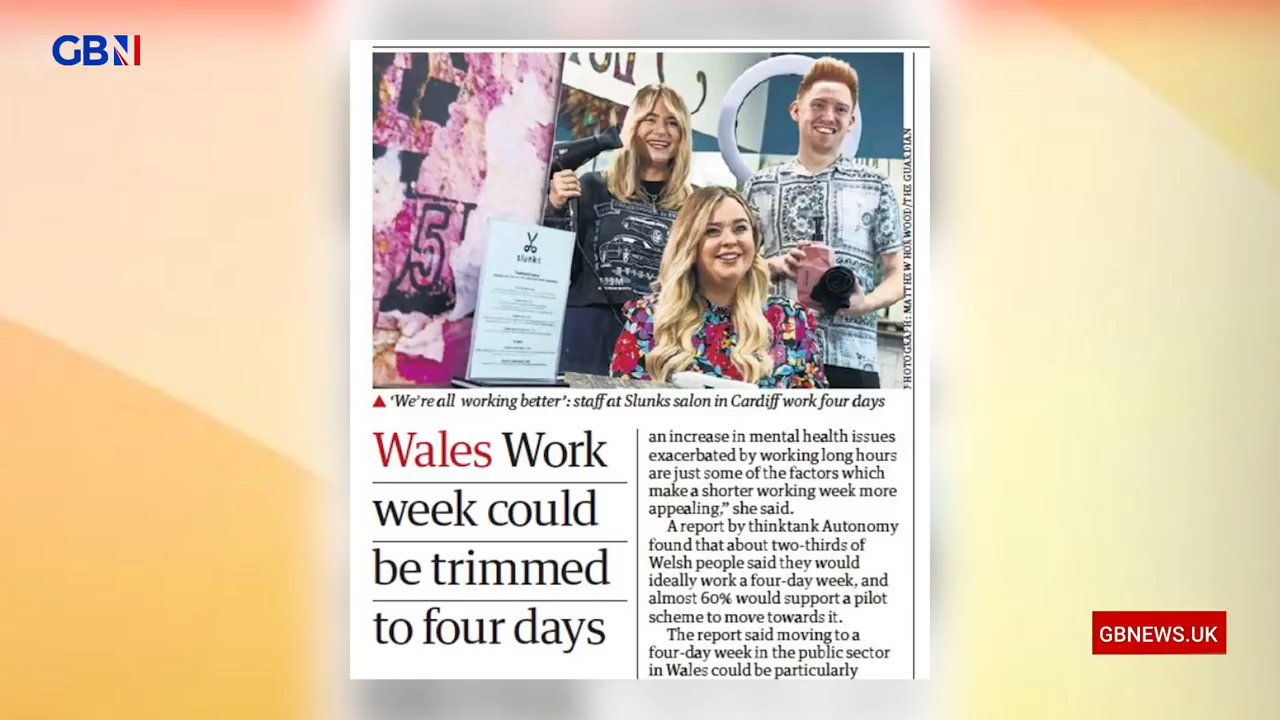 GBN
5
slunks
PHOTOGRAPH: MATTHEW HORWOOD/THE GUARDIAN
▲ ‘We’re all working better’: staff at Slunks salon in Cardiff work four days
Wales Work
week could
be trimmed
to four days
an increase in mental health issues
exacerbated by working long hours
are just some of the factors which
make a shorter working week more
appealing,” she said.
A report by thinktank Autonomy
found that about two-thirds of
Welsh people said they would
ideally work a four-day week, and
almost 60% would support a pilot
scheme to move towards it.
The report said moving to a
four-day week in the public sector
in Wales could be particularly
GBNEWS.UK